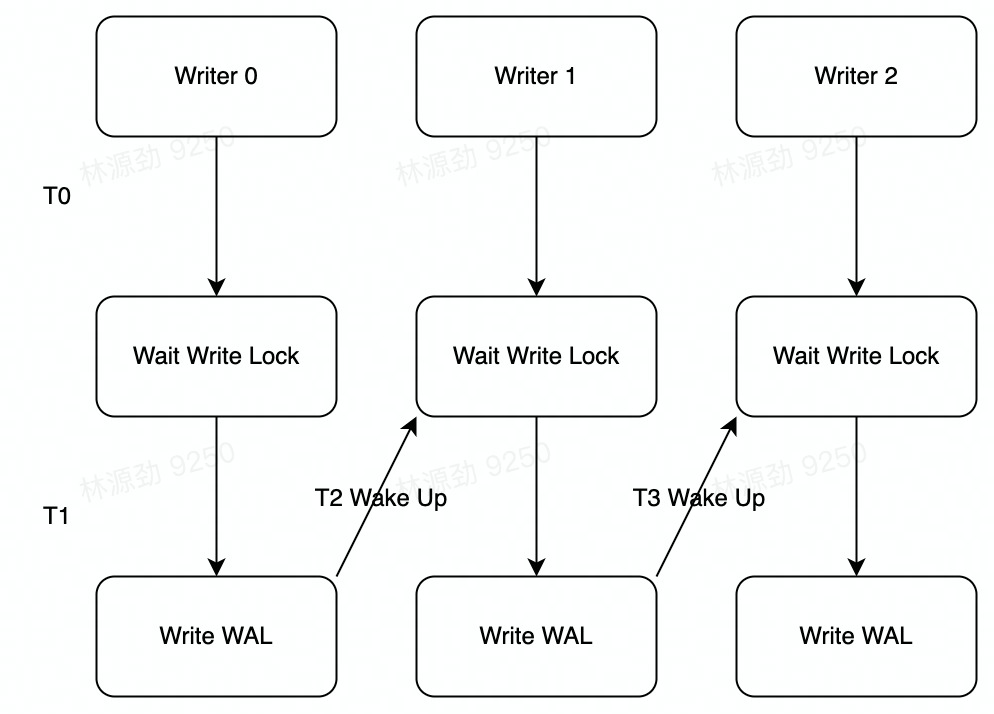 Writer 0
Writer 1
Writer 2
林源劲 9250
林源劲 9250
林源劲 9250
T0
Wait Write Lock
Wait Write Lock
Wait Write Lock
林源劲 9250
林源劲 9250
林源劲 9250
T2 Wake Up
T3 Wake Up
T1
Write WAL
Write WAL
Write WAL